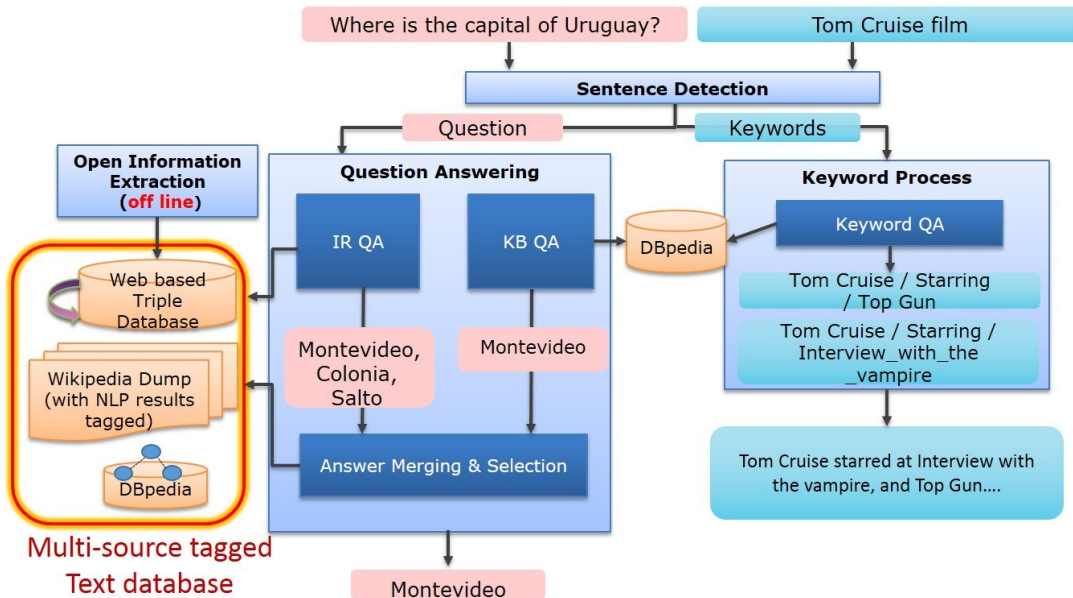 Where is the capital of Uruguay?
Tom Cruise film
Sentence Detection
Question
Keywords
Open Information
Extraction
(off line)
Question Answering
Keyword Process
IR QA
KB QA
DBpedia
Keyword QA
Web based
Triple
Database
Tom Cruise / Starring
/ Top Gun
Montevideo,
Colonia,
Salto
Montevideo
Tom Cruise / Starring /
Interview_with_the
_vampire
Wikipedia Dump
(with NLP results
tagged)
DBpedia
Answer Merging & Selection
Tom Cruise starred at Interview with
the vampire, and Top Gun....
Multi-source tagged
Text database
Montevideo